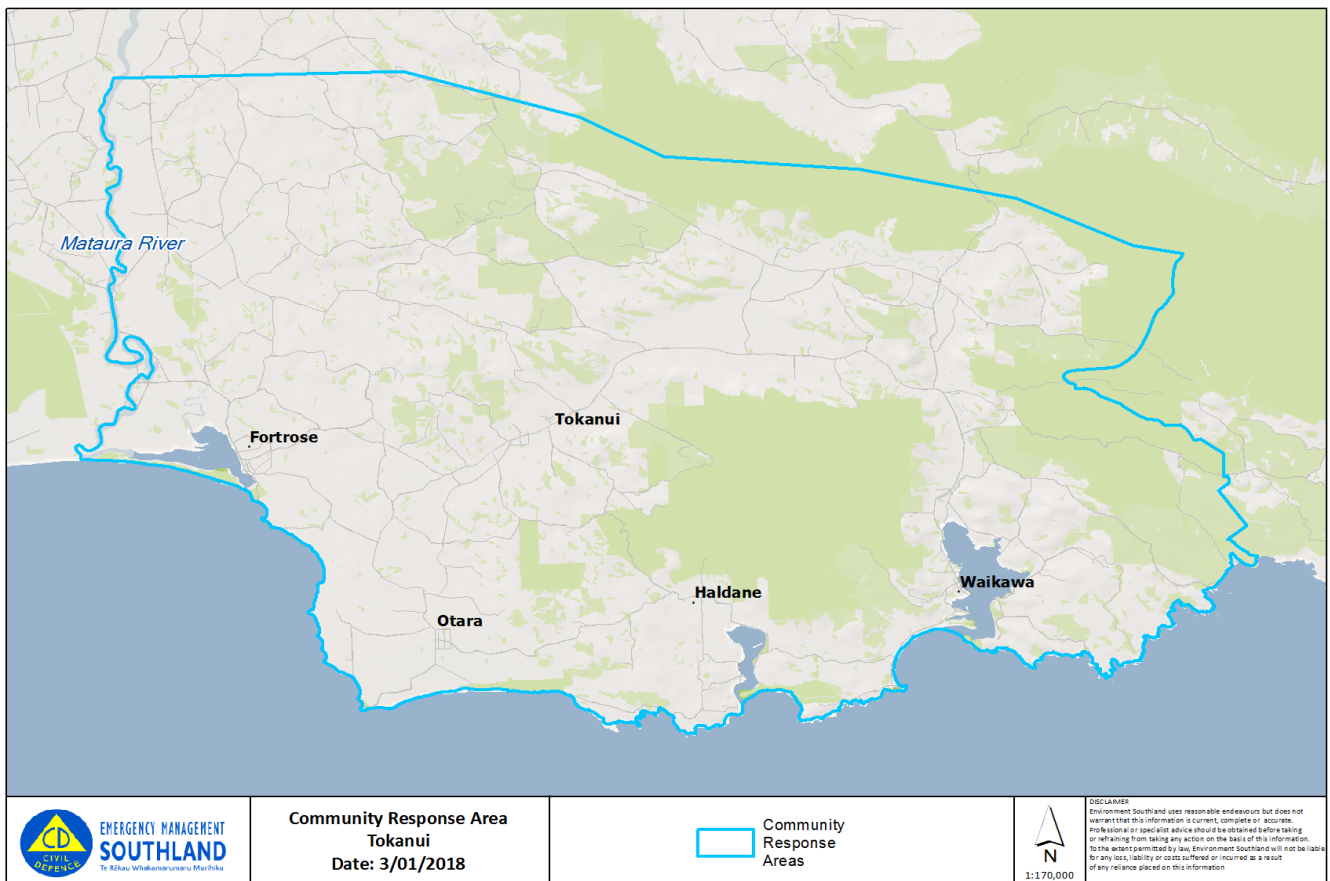 Mataura River
Tokanui
Fortrose
Waikawa
Haldane
Otara
CD
CIVIL
DEFENCE
EMERGENCY MANAGEMENT
SOUTHLAND
Te Rākau Whakamarumaru Murihiku
Community Response Area
Tokanui
Date: 3/01/2018
Community
Response
Areas
N
1:170,000
DISCLAIMER
Environment Southland uses reasonable endeavours but does not
warrant that this information is current, complete or accurate.
Professional or specialist advice should be obtained before taking
or refraining from taking any action on the basis of this information.
To the extent permitted by law, Environment Southland will not be liable
for any loss, liability or costs suffered or incurred as a result
of any reliance placed on this information